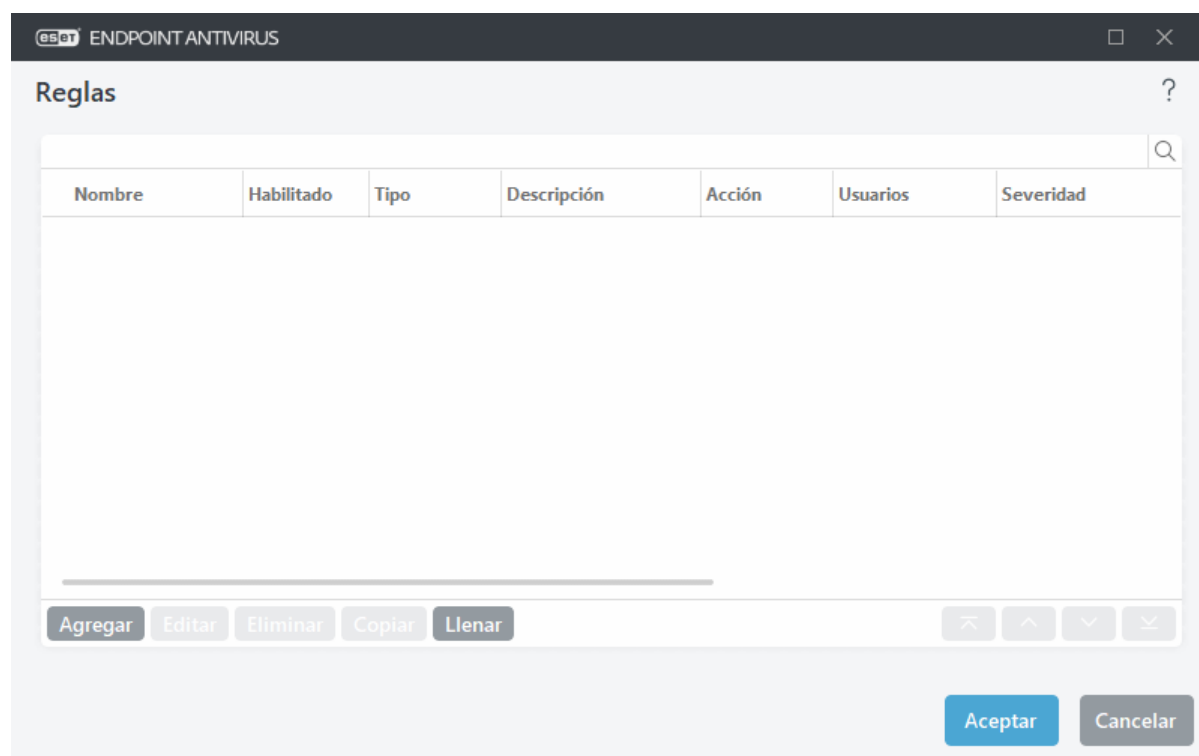 eset ENDPOINT ANTIVIRUS
Reglas ?
Nombre Habilitado Tipo Descripción Acción Usuarios Severidad
Agregar Editar Eliminar Copiar Llenar
Aceptar Cancelar